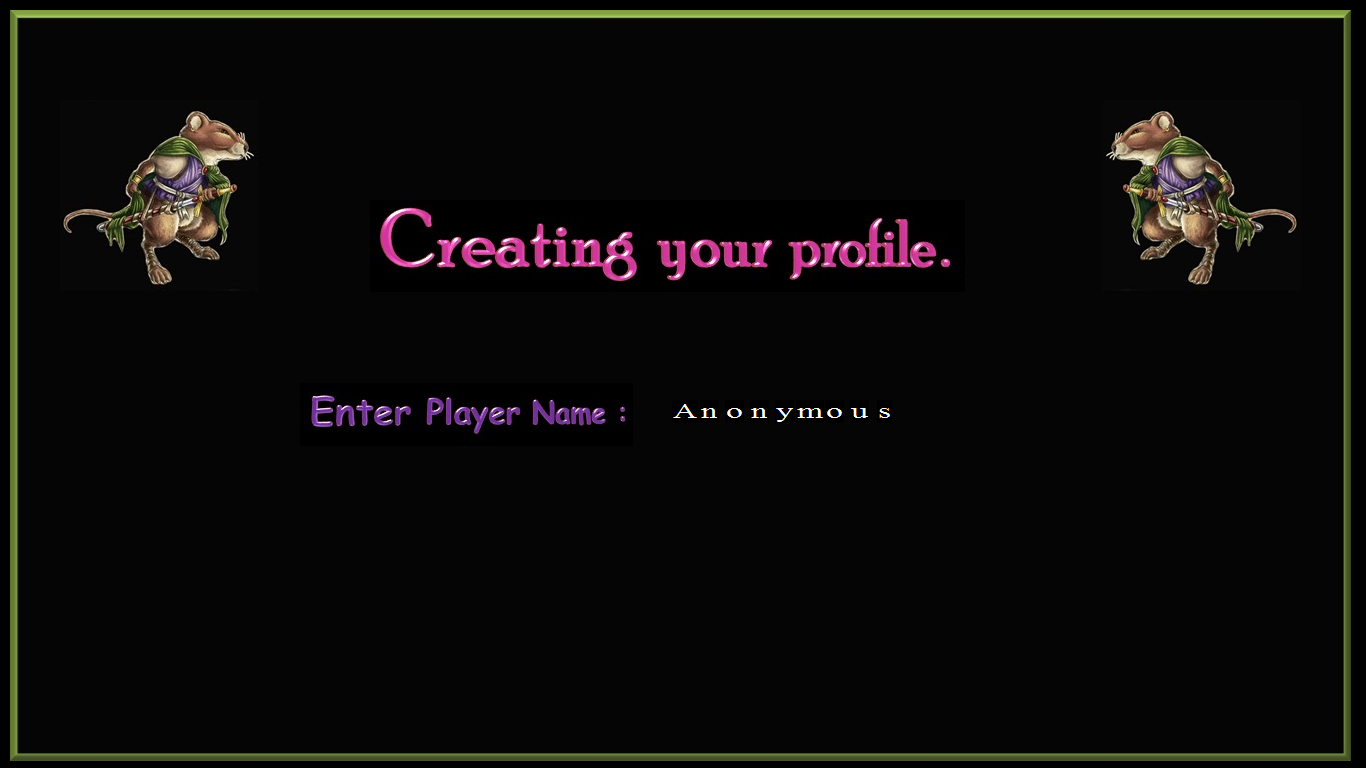 Creating your profile.
Enter Player Name : Anonymous